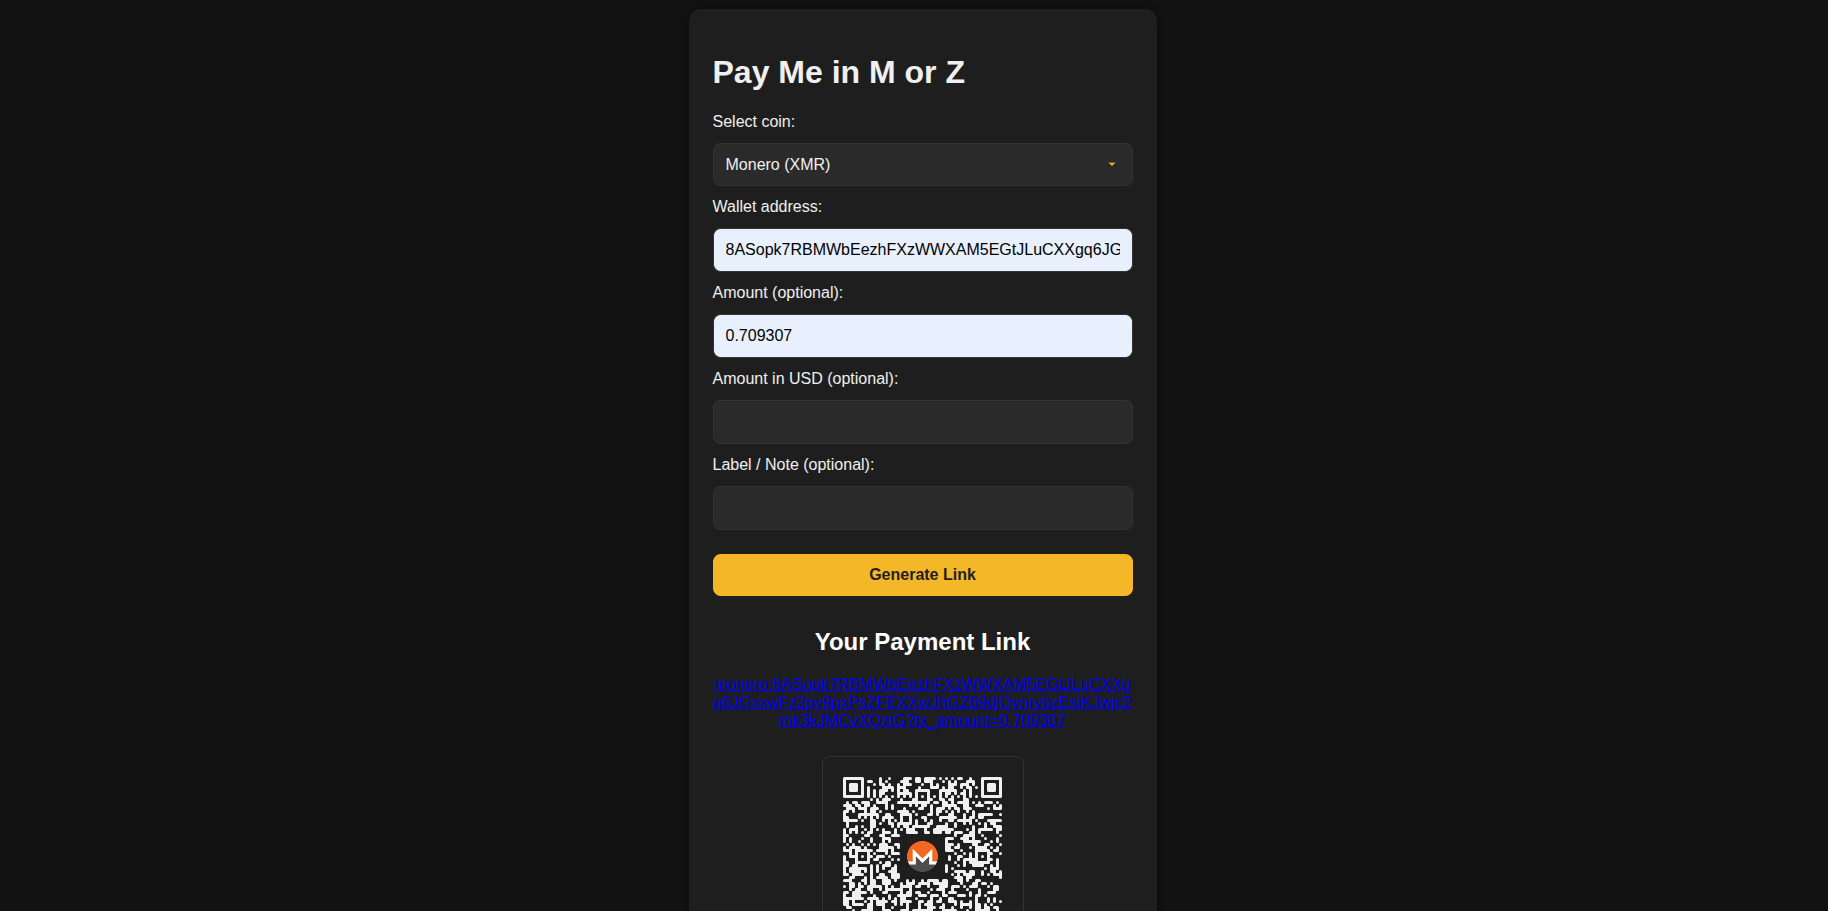 Pay Me in M or Z
Select coin:
Monero (XMR)
Wallet address:
8ASopk7RBMWbEezhFXzWWXAM5EGtJLuCXXgq6JG
Amount (optional):
0.709307
Amount in USD (optional):
Label / Note (optional):
Generate Link
Your Payment Link
monero:8ASopk7RBMWbEezhFXzWWXAM5EGtJLuCXXg
?tx_amount=0.709307